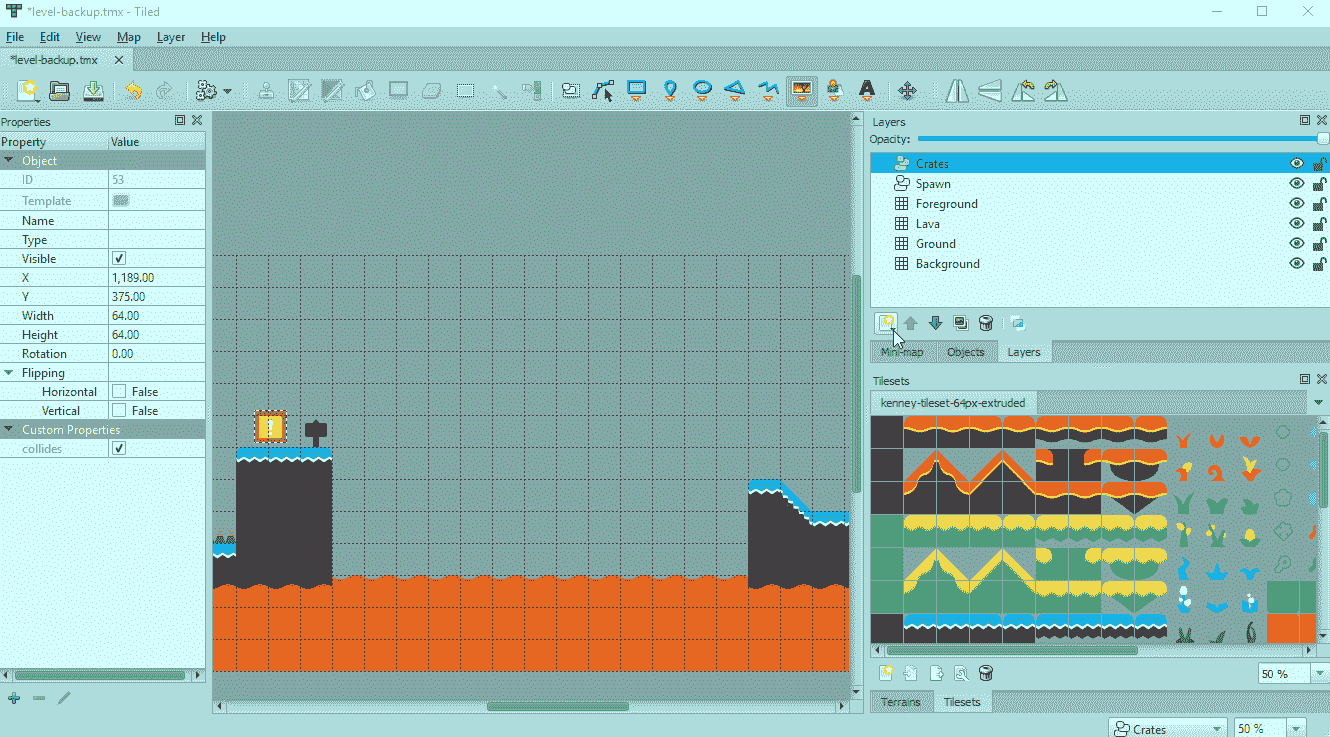 *level-backup.tmx - Tiled
File Edit View Map Layer Help
*level-backup.tmx
A
Properties
Property Value
Object
ID 53
Template
Name
Type
Visible
X 1,189.00
Y 375.00
Width 64.00
Height 64.00
Rotation 0.00
Flipping
Horizontal False
Vertical False
Custom Properties
collides
!
Layers
Opacity:
Crates
Spawn
Foreground
Lava
Ground
Background
Mini-map Objects Layers
Tilesets
kenney-tileset-64px-extruded
50 %
Terrains Tilesets
Crates 50 %